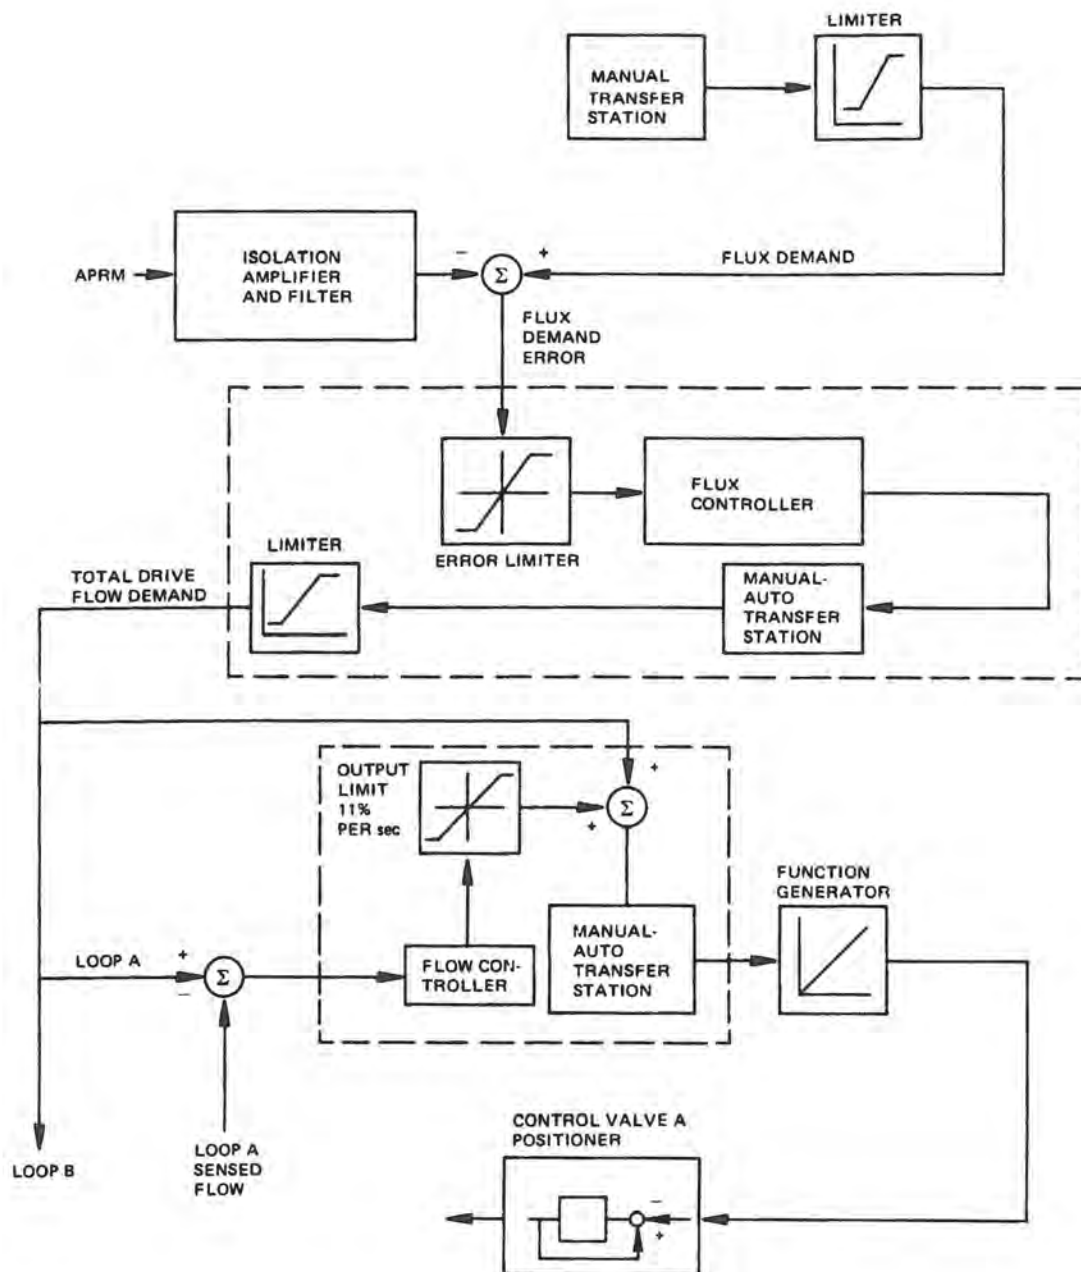 LIMITER
MANUAL
TRANSFER
STATION
ISOLATION
AMPLIFIER
AND FILTER
APRM
−
+
Σ
FLUX DEMAND
FLUX
DEMAND
ERROR
FLUX
CONTROLLER
ERROR LIMITER
LIMITER
TOTAL DRIVE
FLOW DEMAND
MANUAL-
AUTO
TRANSFER
STATION
OUTPUT
LIMIT
11%
PER sec
+
Σ
+
FUNCTION
GENERATOR
LOOP A
+
−
Σ
FLOW CON-
TROLLER
MANUAL-
AUTO
TRANSFER
STATION
LOOP B
LOOP A
SENSED
FLOW
CONTROL VALVE A
POSITIONER
−
+